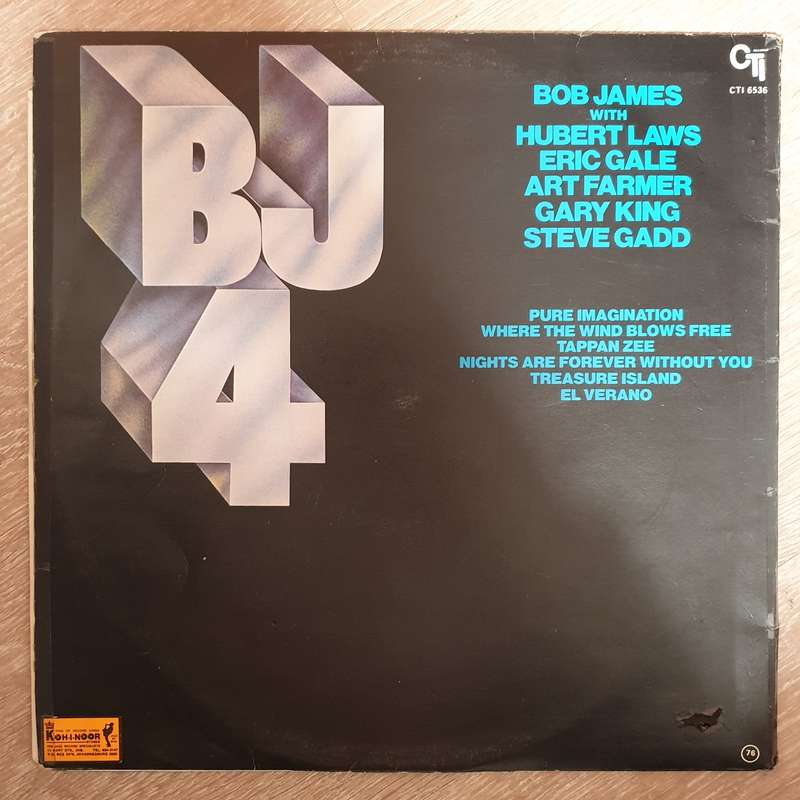 BJ
4
CTI
CTI 6536
BOB JAMES
WITH
HUBERT LAWS
ERIC GALE
ART FARMER
GARY KING
STEVE GADD
PURE IMAGINATION
WHERE THE WIND BLOWS FREE
TAPPAN ZEE
NIGHTS ARE FOREVER WITHOUT YOU
TREASURE ISLAND
EL VERANO
KOH-I-NOOR
76